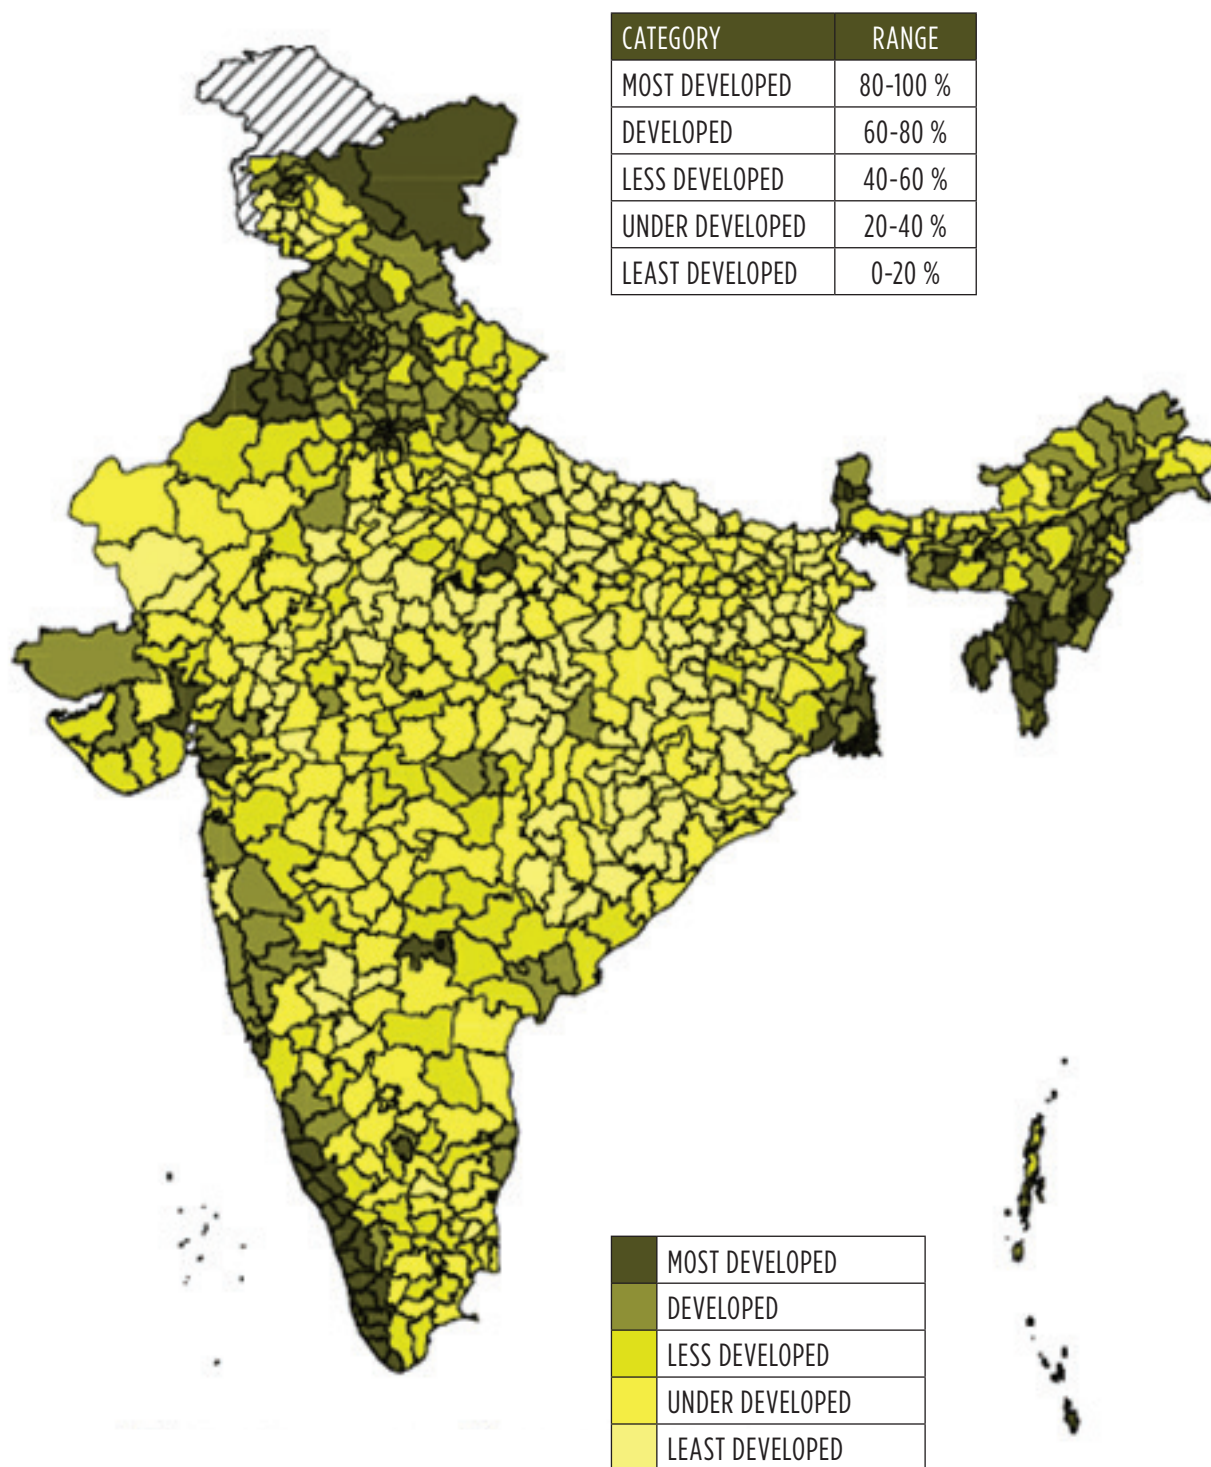 CATEGORY RANGE
MOST DEVELOPED 80-100 %
DEVELOPED 60-80 %
LESS DEVELOPED 40-60 %
UNDER DEVELOPED 20-40 %
LEAST DEVELOPED 0-20 %
MOST DEVELOPED
DEVELOPED
LESS DEVELOPED
UNDER DEVELOPED
LEAST DEVELOPED